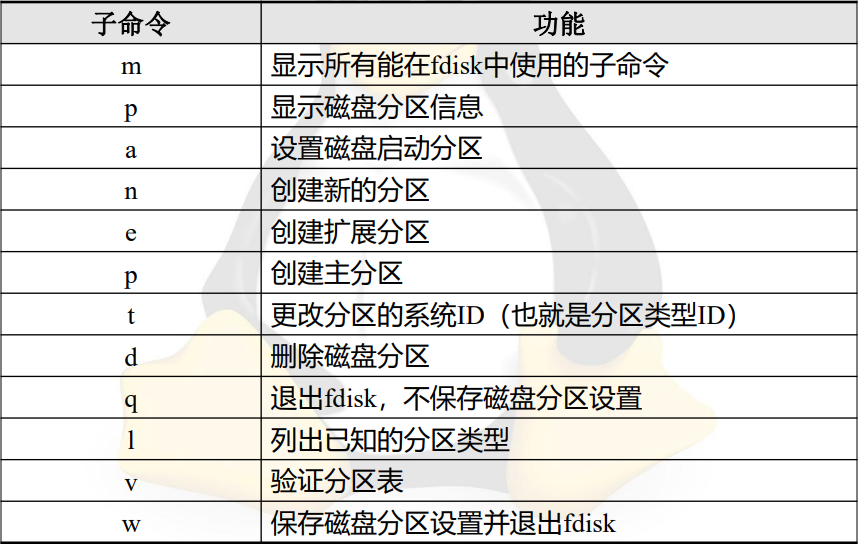 子命令 功能
m 显示所有能在fdisk中使用的子命令
p 显示磁盘分区信息
a 设置磁盘启动分区
n 创建新的分区
e 创建扩展分区
p 创建主分区
t 更改分区的系统ID（也就是分区类型ID）
d 删除磁盘分区
q 退出fdisk，不保存磁盘分区设置
l 列出已知的分区类型
v 验证分区表
w 保存磁盘分区设置并退出fdisk